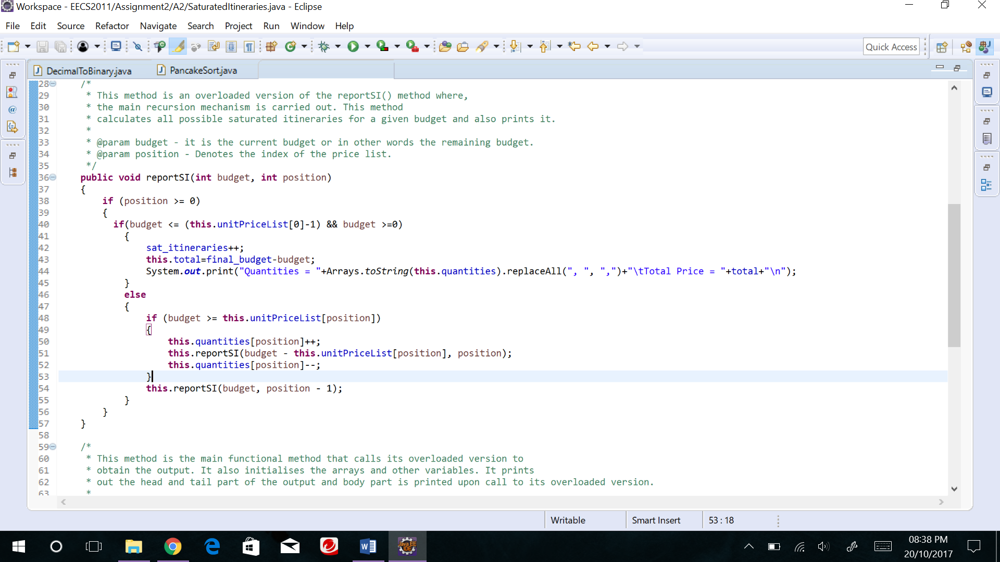 Workspace - EECS2011/Assignment2/A2/SaturatedItineraries.java - Eclipse
File Edit Source Refactor Navigate Search Project Run Window Help
Quick Access
DecimalToBinary.java PancakeSort.java
28 /*
29 * This method is an overloaded version of the reportSI() method where,
30 * the main recursion mechanism is carried out. This method
31 * calculates all possible saturated itineraries for a given budget and also prints it.
32 *
33 * @param budget - it is the current budget or in other words the remaining budget.
34 * @param position - Denotes the index of the price list.
35 */
36 public void reportSI(int budget, int position)
37 {
38 if (position >= 0)
39 {
40 if(budget <= (this.unitPriceList[0]-1) && budget >=0)
41 {
42 sat_itineraries++;
43 this.total=final_budget-budget;
44 System.out.print("Quantities = "+Arrays.toString(this.quantities).replaceAll(", ", ",")+"\tTotal Price = "+total+"\n");
45 }
46 else
47 {
48 if (budget >= this.unitPriceList[position])
49 {
50 this.quantities[position]++;
51 this.reportSI(budget - this.unitPriceList[position], position);
52 this.quantities[position]--;
53 }
54 this.reportSI(budget, position - 1);
55 }
56 }
57 }
58
59 /*
60 * This method is the main functional method that calls its overloaded version to
61 * obtain the output. It also initialises the arrays and other variables. It prints
62 * out the head and tail part of the output and body part is printed upon call to its overloaded version.
63 *
Writable Smart Insert 53 : 18
Java EE
IDE
08:38 PM
20/10/2017